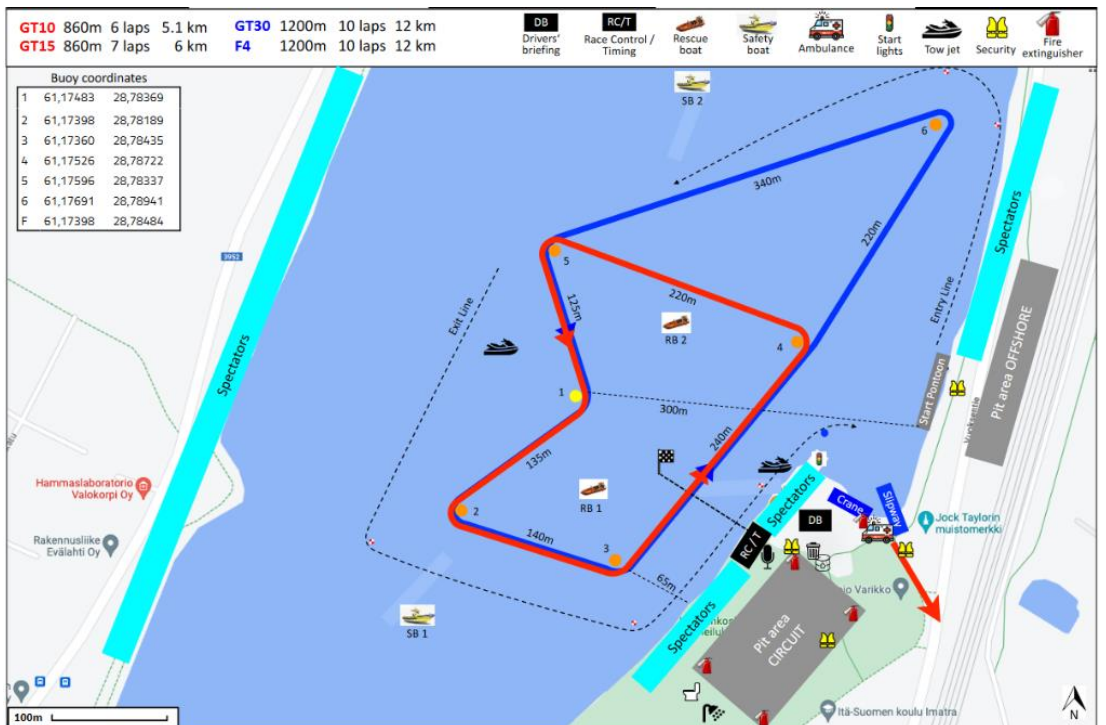 GT10 860m 6 laps 5.1 km
GT15 860m 7 laps 6 km
GT30 1200m 10 laps 12 km
F4 1200m 10 laps 12 km
DB
Drivers'
briefing
RC/T
Race Control /
Timing
Rescue
boat
Safety
boat
Ambulance
Start
lights
Tow jet
Security
Fire
extinguisher
Buoy coordinates
1 61,17483 28,78369
2 61,17398 28,78189
3 61,17360 28,78435
4 61,17526 28,78722
5 61,17596 28,78337
6 61,17691 28,78941
F 61,17398 28,78484
SB 2
6
340m
220m
Spectators
3952
5
125m
220m
Exit Line
RB 2
4
Entry Line
Pit area OFFSHORE
Spectators
Start Pontoon
1
300m
240m
135m
Hammaslaboratorio
Valokorpi Oy
RB 1
Spectators
Crane
Slipway
2
DB
Jock Taylorin
muistomerkki
Rakennusliike
Evälahti Oy
140m
3
RC / T
65m
Varikko
SB 1
Spectators
Pit area
CIRCUIT
Itä-Suomen koulu Imatra
100m
N